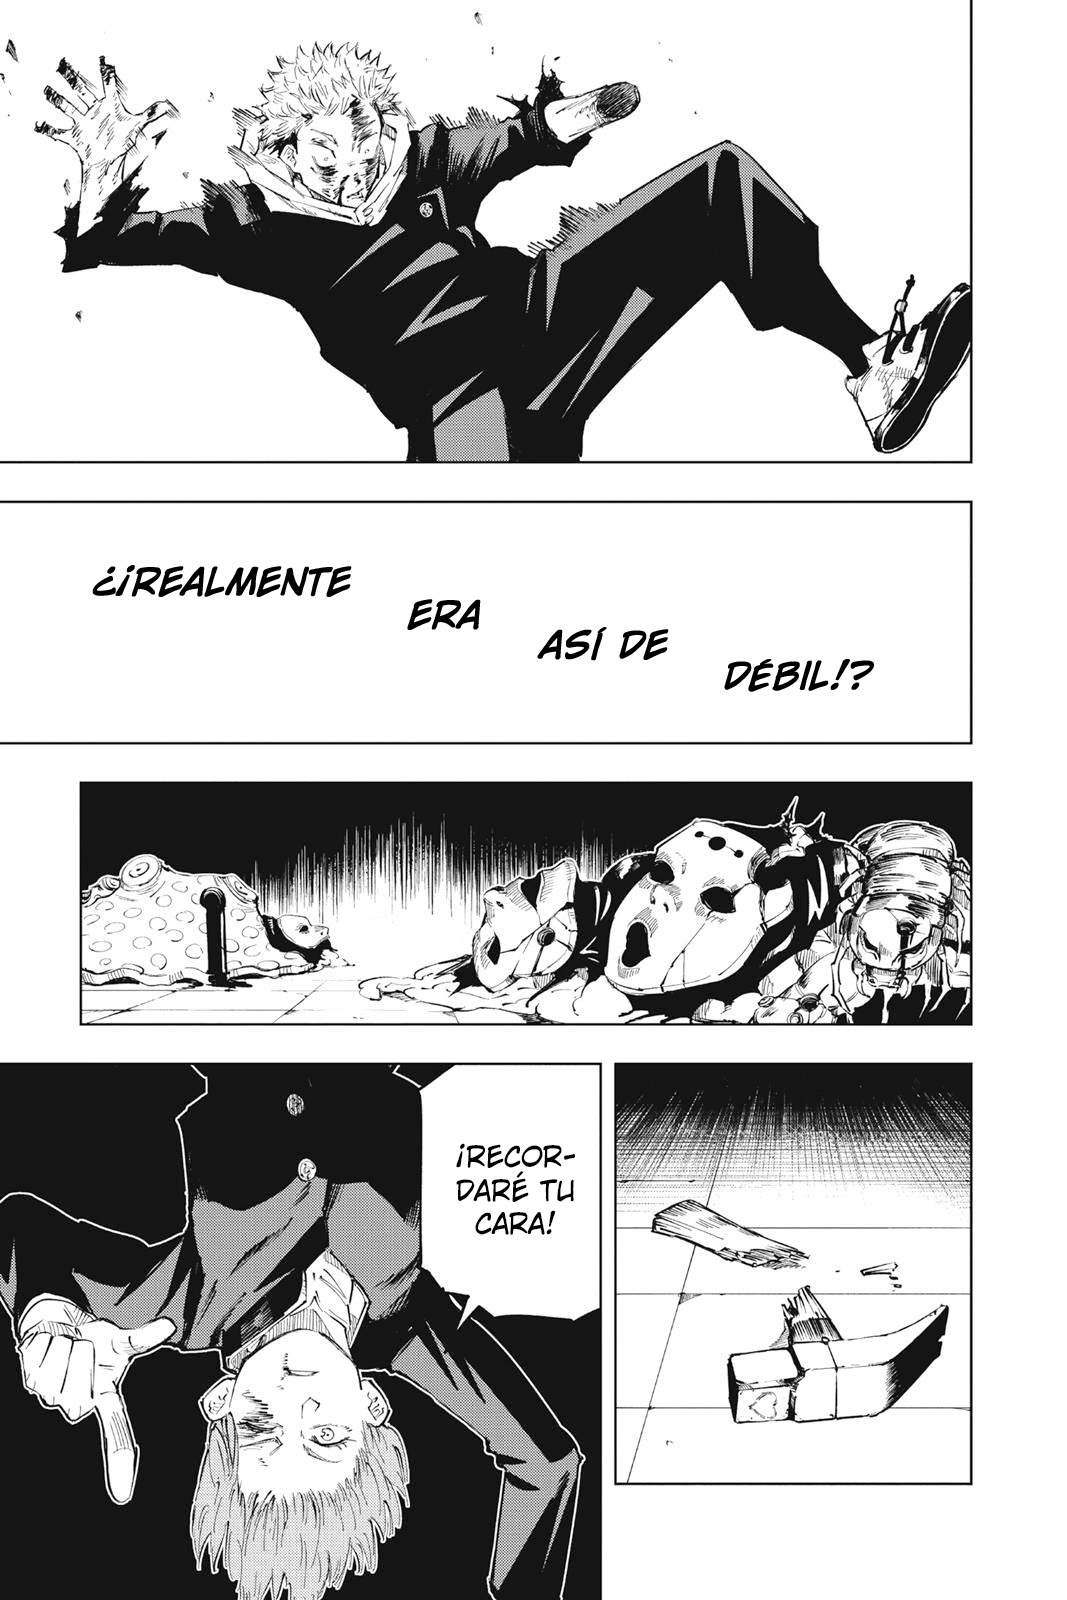 ¿¡REALMENTE
ERA
ASÍ DE
DÉBIL!?
¡RECOR-
DARÉ TU
CARA!